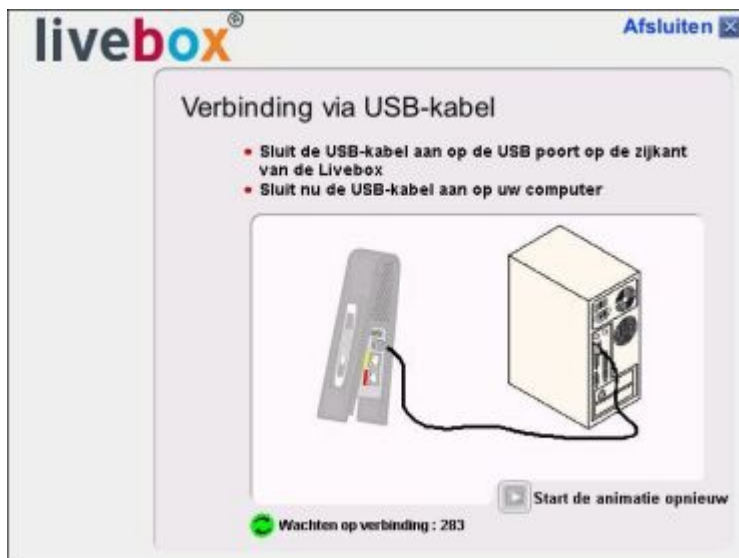 livebox®
Afsluiten
Verbinding via USB-kabel
• Sluit de USB-kabel aan op de USB poort op de zijkant
van de Livebox
• Sluit nu de USB-kabel aan op uw computer
Start de animatie opnieuw
Wachten op verbinding : 283